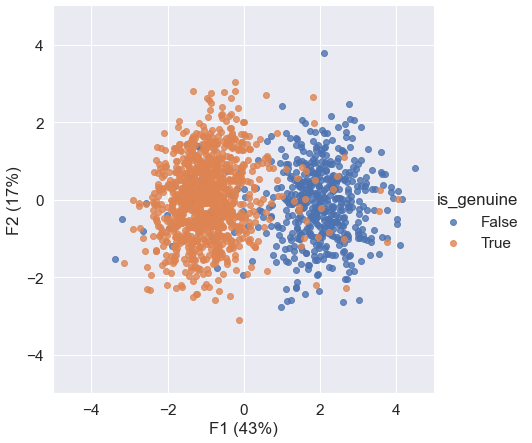 4
2
0
−2
−4
F2 (17%)
−4 −2 0 2 4
F1 (43%)
is_genuine
False
True